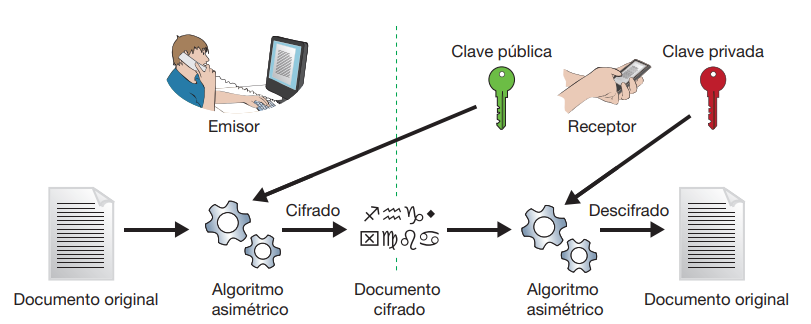 Clave pública
Clave privada
Emisor
Receptor
Cifrado
Descifrado
Documento original
Algoritmo
asimétrico
Documento
cifrado
Algoritmo
asimétrico
Documento original